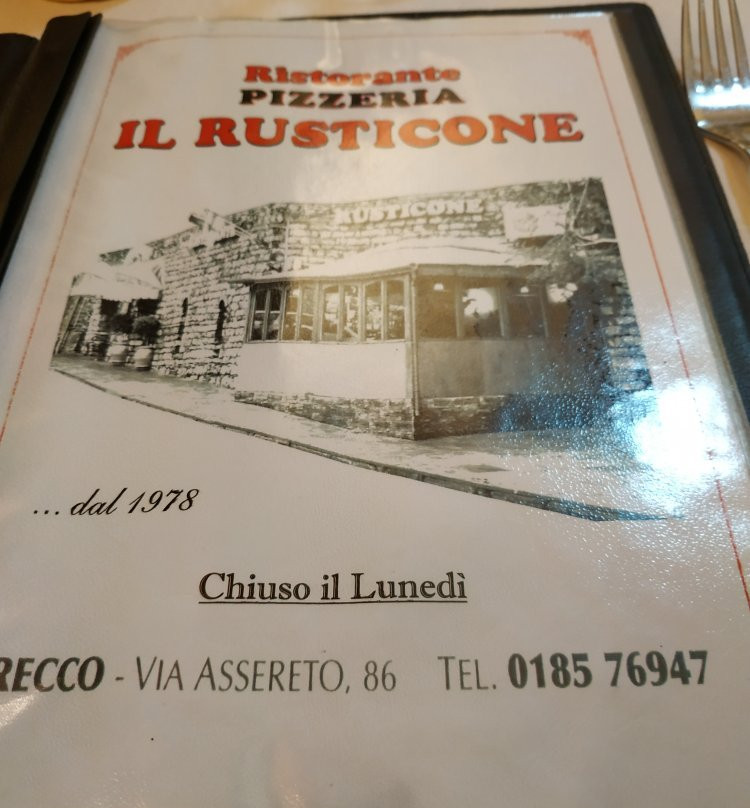 Ristorante
PIZZERIA
IL RUSTICONE
RUSTICONE
... dal 1978
Chiuso il Lunedì
RECCO - VIA ASSERETO, 86 TEL. 0185 76947